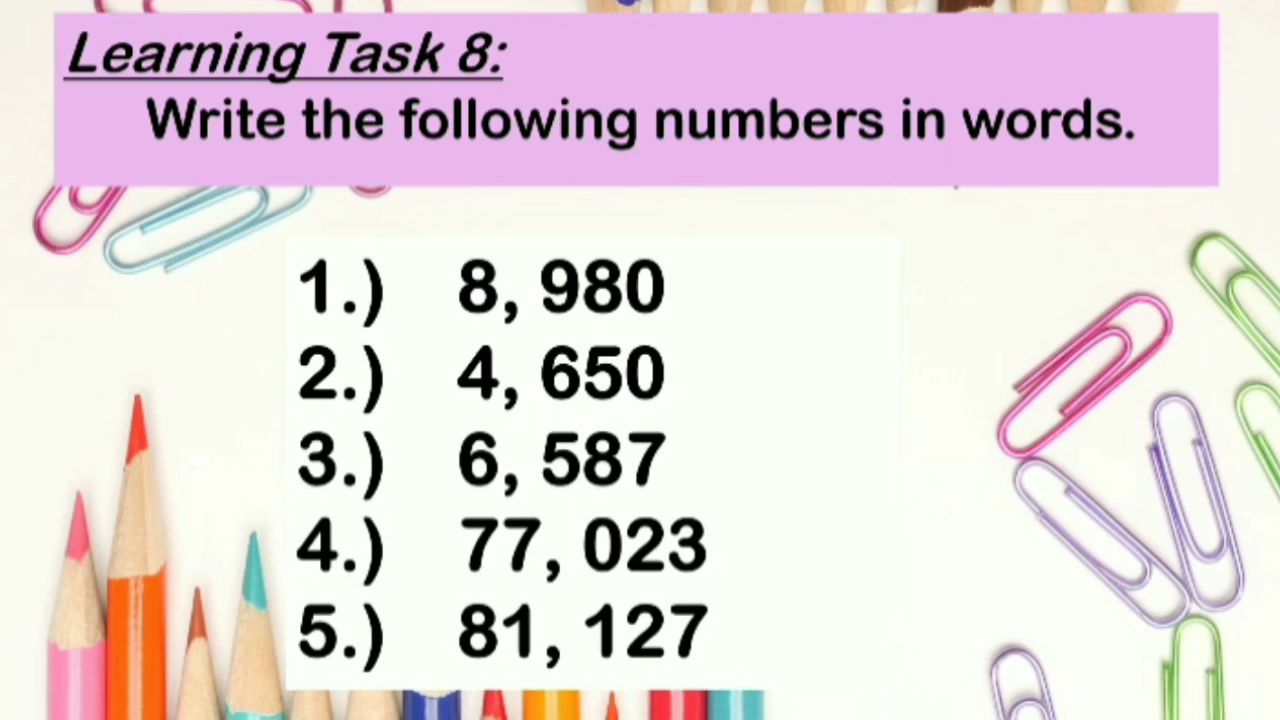 Learning Task 8:
Write the following numbers in words.
1.) 8, 980
2.) 4, 650
3.) 6, 587
4.) 77, 023
5.) 81, 127